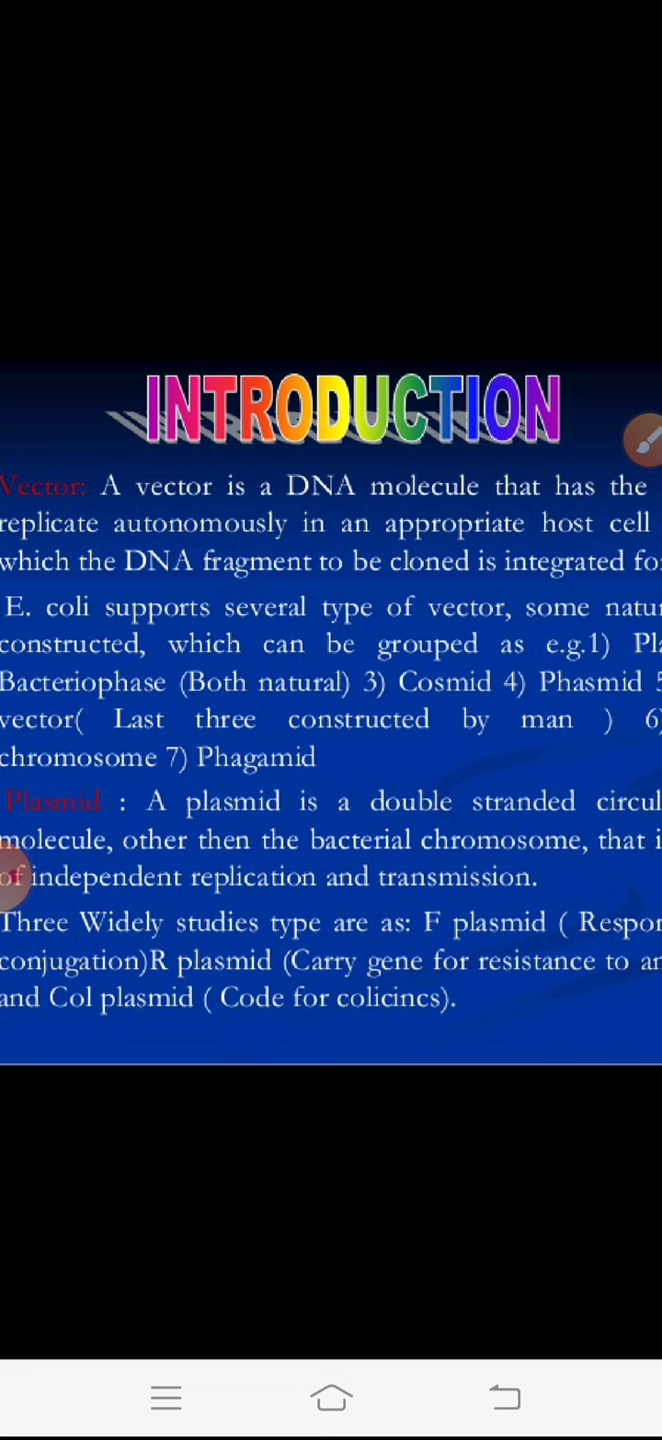 INTRODUCTION
Vector: A vector is a DNA molecule that has the
replicate autonomously in an appropriate host cell
which the DNA fragment to be cloned is integrated fo
E. coli supports several type of vector, some natu
constructed, which can be grouped as e.g.1) Pla
Bacteriophase (Both natural) 3) Cosmid 4) Phasmid 5
vector( Last three constructed by man ) 6)
chromosome 7) Phagamid
Plasmid : A plasmid is a double stranded circul
molecule, other then the bacterial chromosome, that i
of independent replication and transmission.
Three Widely studies type are as: F plasmid ( Respon
conjugation)R plasmid (Carry gene for resistance to an
and Col plasmid ( Code for colicincs).